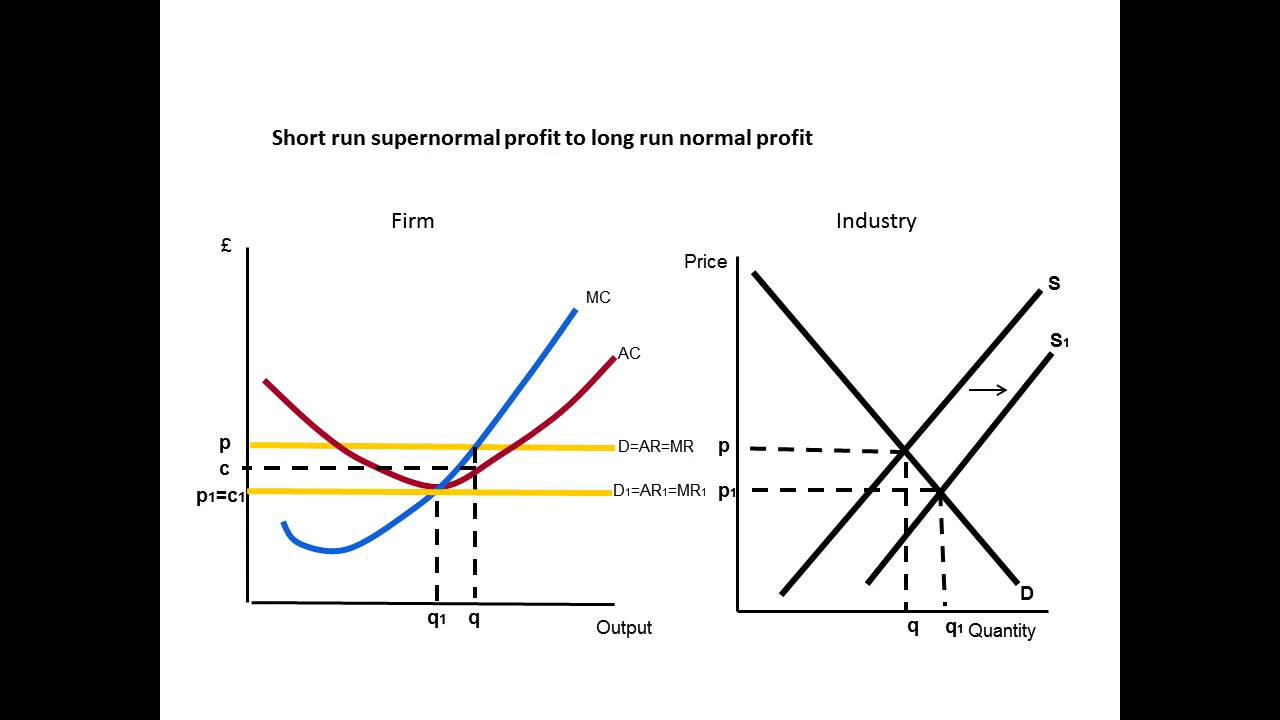 Short run supernormal profit to long run normal profit
Firm
Industry
£
Price
MC
S
S₁
AC
p
D=AR=MR
p
c
p₁=c₁
D₁=AR₁=MR₁
p₁
D
q₁ q
Output
q q₁ Quantity